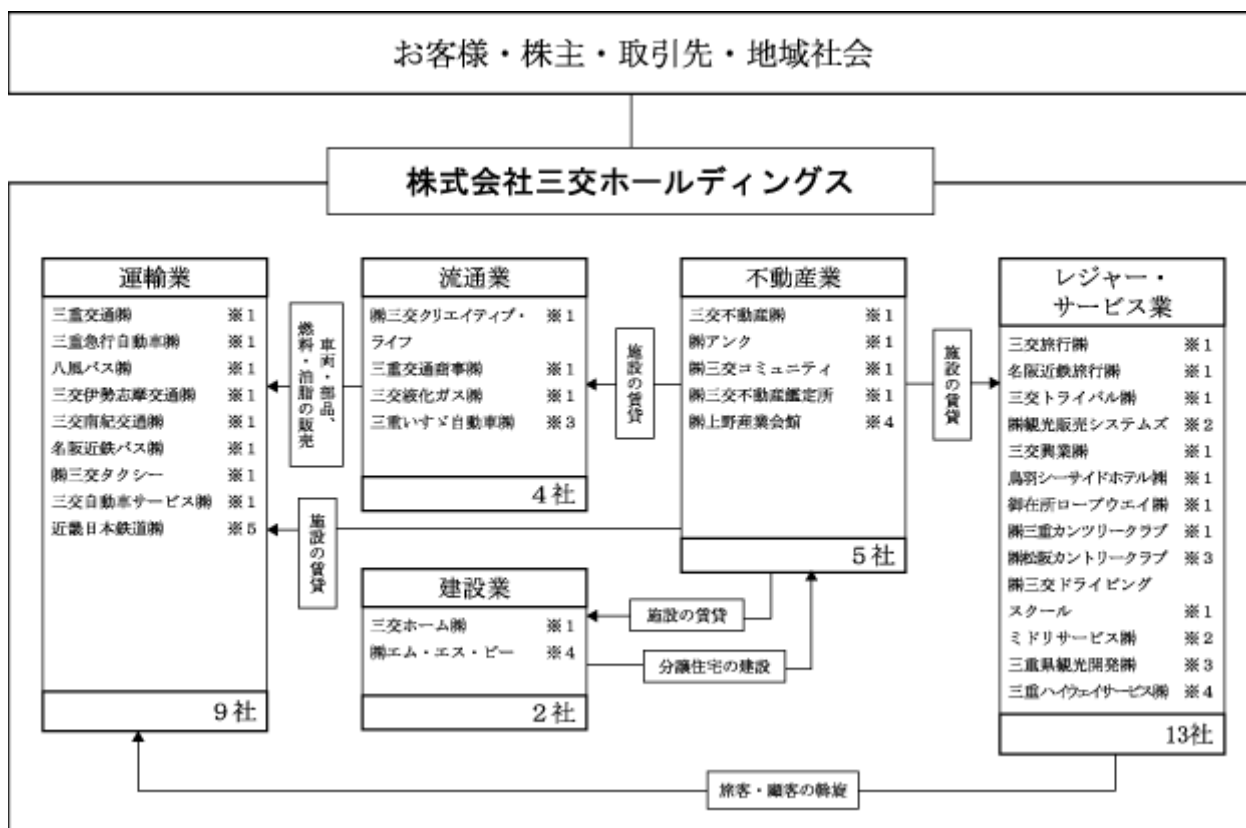 お客様・株主・取引先・地域社会
株式会社三交ホールディングス
運輸業
三重交通㈱ ※1
三重急行自動車㈱ ※1
八風バス㈱ ※1
三交伊勢志摩交通㈱ ※1
三交南紀交通㈱ ※1
名阪近鉄バス㈱ ※1
㈱三交タクシー ※1
三交自動車サービス㈱ ※1
近畿日本鉄道㈱ ※5
9社
車両・部品、
燃料・油脂の販売
流通業
㈱三交クリエイティブ・ ※1
ライフ
三重交通商事㈱ ※1
三交液化ガス㈱ ※1
三重いすゞ自動車㈱ ※3
4社
施設の賃貸
不動産業
三交不動産㈱ ※1
㈱アンク ※1
㈱三交コミュニティ ※1
㈱三交不動産鑑定所 ※1
㈱上野産業会館 ※4
5社
施設の賃貸
レジャー・
サービス業
三交旅行㈱ ※1
名阪近鉄旅行㈱ ※1
三交トライパル㈱ ※1
㈱観光販売システムズ ※2
三交興業㈱ ※1
鳥羽シーサイドホテル㈱ ※1
御在所ロープウエイ㈱ ※1
㈱三重カンツリークラブ ※1
㈱松阪カントリークラブ ※3
㈱三交ドライビング
スクール ※1
ミドリサービス㈱ ※2
三重県観光開発㈱ ※3
三重ハイウェイサービス㈱ ※4
13社
施設の賃貸
建設業
三交ホーム㈱ ※1
㈱エム・エス・ピー ※4
2社
施設の賃貸
分譲住宅の建設
旅客・顧客の斡旋